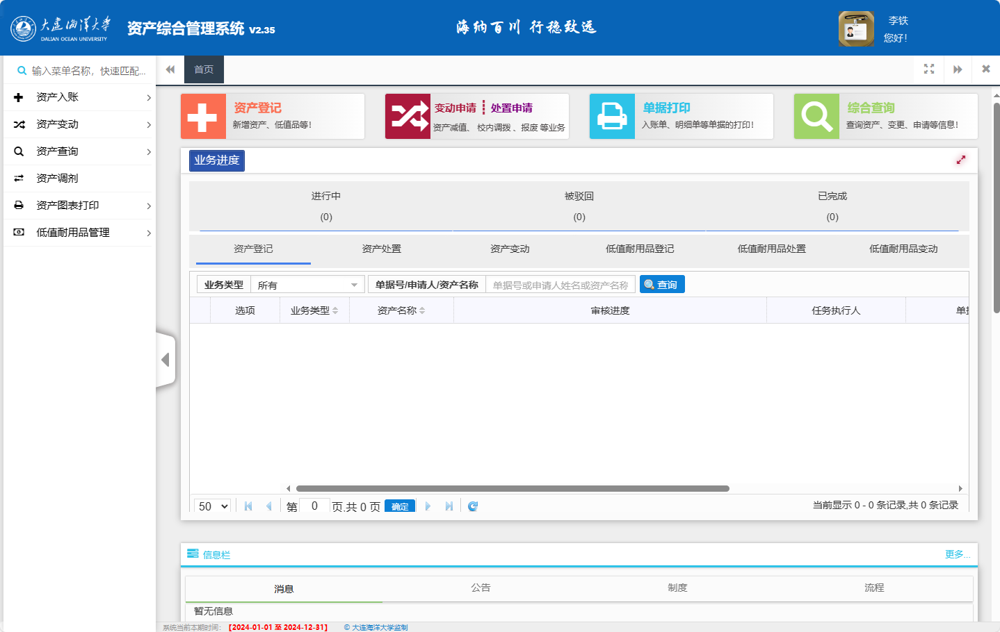 大连海洋大学
DALIAN OCEAN UNIVERSITY
资产综合管理系统 V2.35
海纳百川 行稳致远
李铁
您好！
输入菜单名称，快速匹配...
首页
资产入账
资产变动
资产查询
资产调剂
资产图表打印
低值耐用品管理
资产登记
新增资产、低值品等！
变动申请 处置申请
资产减值、 校内调拨 、报废 等业务
单据打印
入账单、明细单等单据的打印！
综合查询
查询资产、变更、申请等信息！
业务进度
进行中 被驳回 已完成
(0) (0) (0)
资产登记 资产处置 资产变动 低值耐用品登记 低值耐用品处置 低值耐用品变动
业务类型 所有 单据号/申请人/资产名称 单据号或申请人姓名或资产名称 查询
选项 业务类型 资产名称 审核进度 任务执行人 单
50 第 0 页,共 0 页 确定 当前显示 0 - 0 条记录,共 0 条记录
信息栏 更多...
消息 公告 制度 流程
暂无信息
系统当前本期时间： 【2024-01-01 至 2024-12-31】 © 大连海洋大学监制